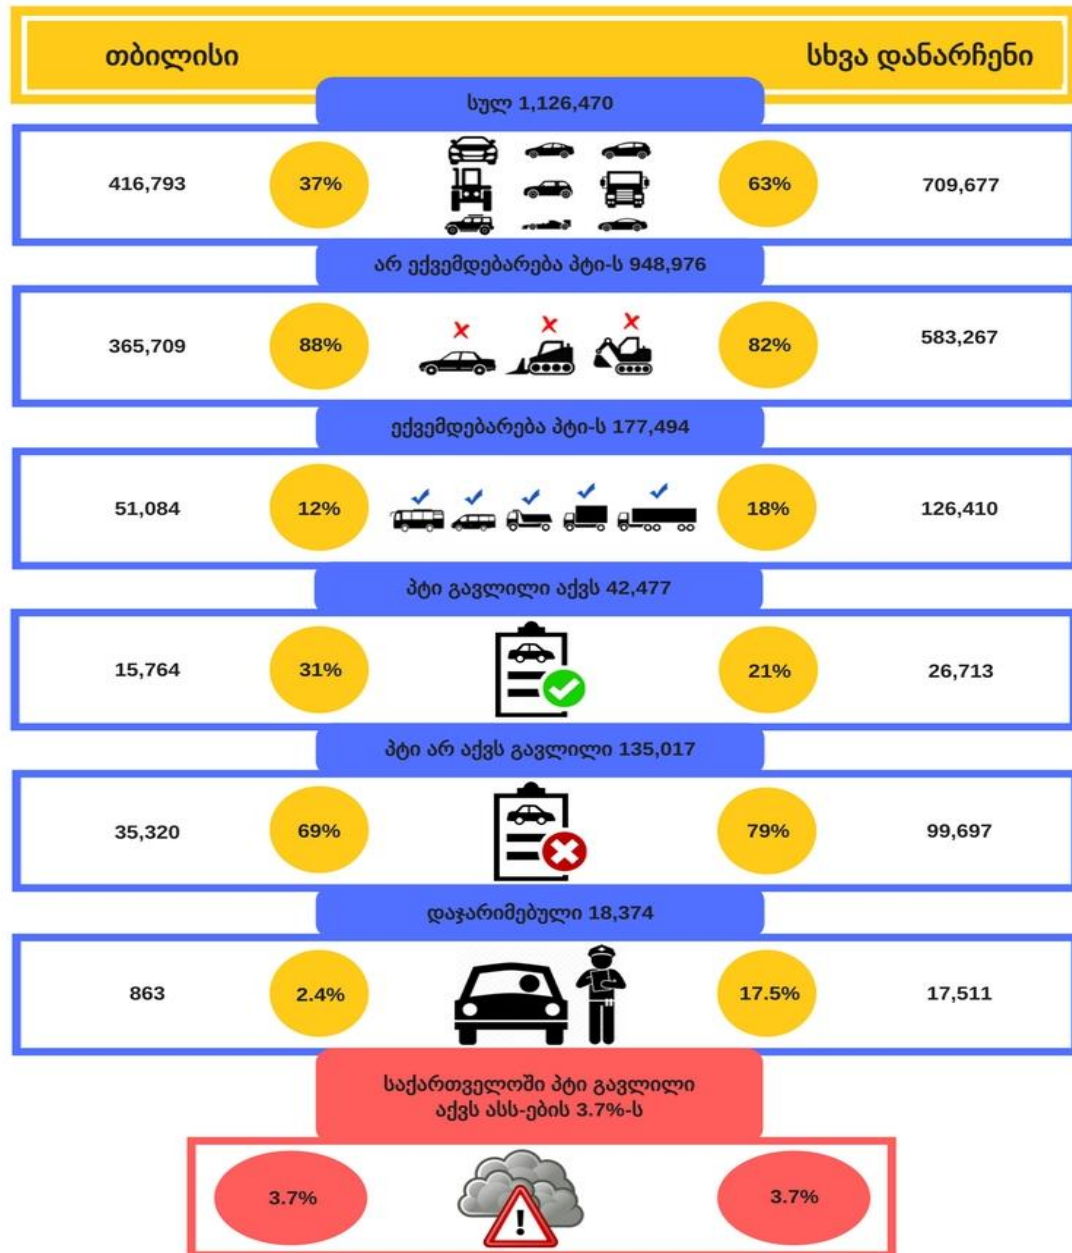 თბილისი
სხვა დანარჩენი
სულ 1,126,470
416,793
37%
63%
709,677
არ ექვემდებარება პტი-ს 948,976
365,709
88%
82%
583,267
ექვემდებარება პტი-ს 177,494
51,084
12%
18%
126,410
პტი გავლილი აქვს 42,477
15,764
31%
21%
26,713
პტი არ აქვს გავლილი 135,017
35,320
69%
79%
99,697
დაჯარიმებული 18,374
863
2.4%
17.5%
17,511
საქართველოში პტი გავლილი
აქვს ასს-ების 3.7%-ს
3.7%
!
3.7%